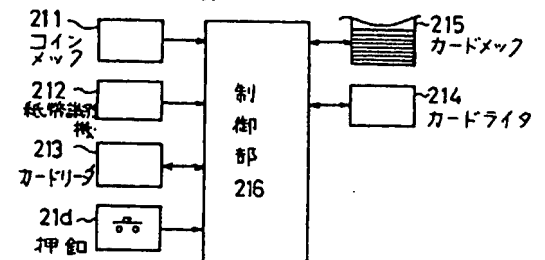 211
コイン
メック
212
紙幣識別
機
213
カードリーダ
21d
押釦
制
御
部
216
215
カードメック
214
カードライタ